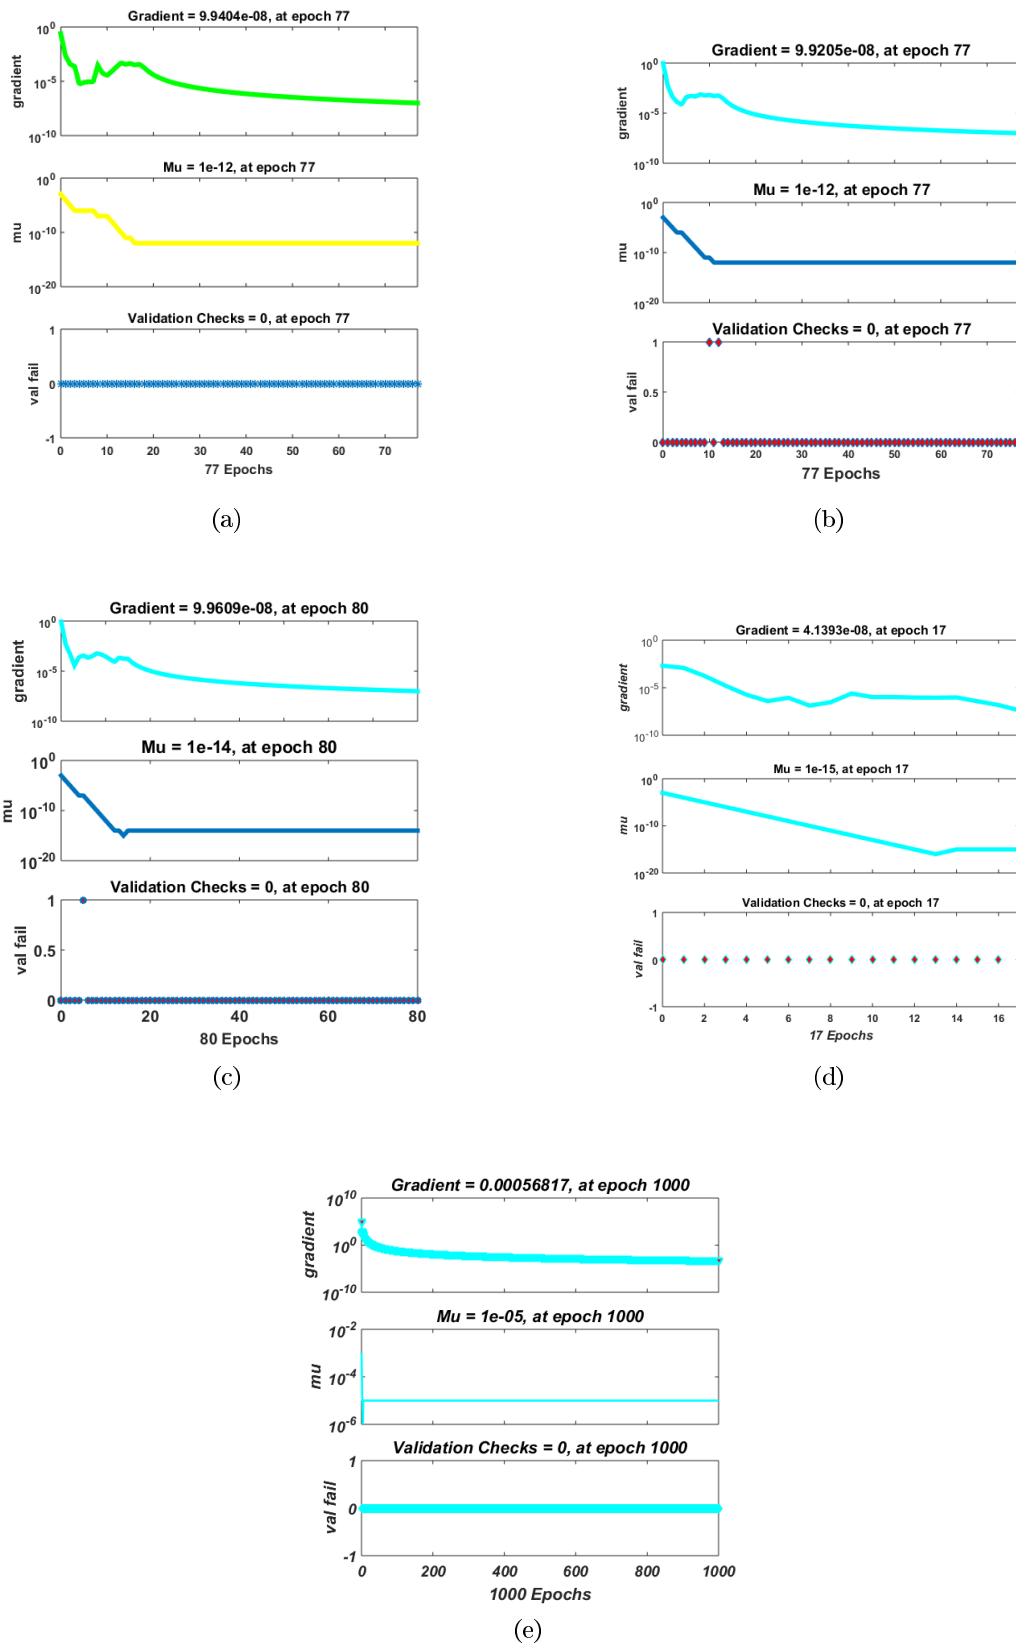 Gradient = 9.9404e-08, at epoch 77
10^0
10^-5
10^-10
gradient
Mu = 1e-12, at epoch 77
10^0
10^-10
10^-20
mu
Validation Checks = 0, at epoch 77
1
0
-1
val fail
0 10 20 30 40 50 60 70
77 Epochs
(a)
Gradient = 9.9205e-08, at epoch 77
10^0
10^-5
10^-10
gradient
Mu = 1e-12, at epoch 77
10^0
10^-10
10^-20
mu
Validation Checks = 0, at epoch 77
1
0.5
0
val fail
0 10 20 30 40 50 60 70
77 Epochs
(b)
Gradient = 9.9609e-08, at epoch 80
10^0
10^-5
10^-10
gradient
Mu = 1e-14, at epoch 80
10^0
10^-10
10^-20
mu
Validation Checks = 0, at epoch 80
1
0.5
0
val fail
0 20 40 60 80
80 Epochs
(c)
Gradient = 4.1393e-08, at epoch 17
10^0
10^-5
10^-10
gradient
Mu = 1e-15, at epoch 17
10^0
10^-10
10^-20
mu
Validation Checks = 0, at epoch 17
1
0
-1
val fail
0 2 4 6 8 10 12 14 16
17 Epochs
(d)
Gradient = 0.00056817, at epoch 1000
10^10
10^0
10^-10
gradient
Mu = 1e-05, at epoch 1000
10^-2
10^-4
10^-6
mu
Validation Checks = 0, at epoch 1000
1
0
-1
val fail
0 200 400 600 800 1000
1000 Epochs
(e)